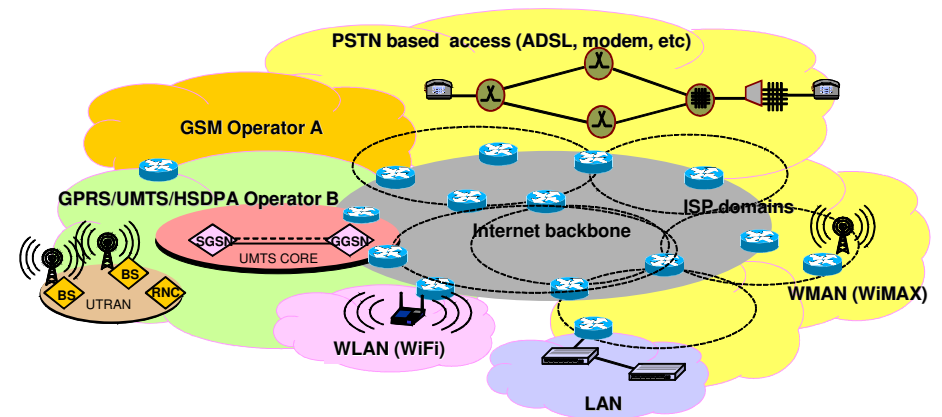 PSTN based  access (ADSL, modem, etc)
GSM Operator A
GPRS/UMTS/HSDPA Operator B
ISP domains
Internet backbone
SGSN
GGSN
UMTS CORE
BS
BS
RNC
UTRAN
WMAN (WiMAX)
WLAN (WiFi)
LAN